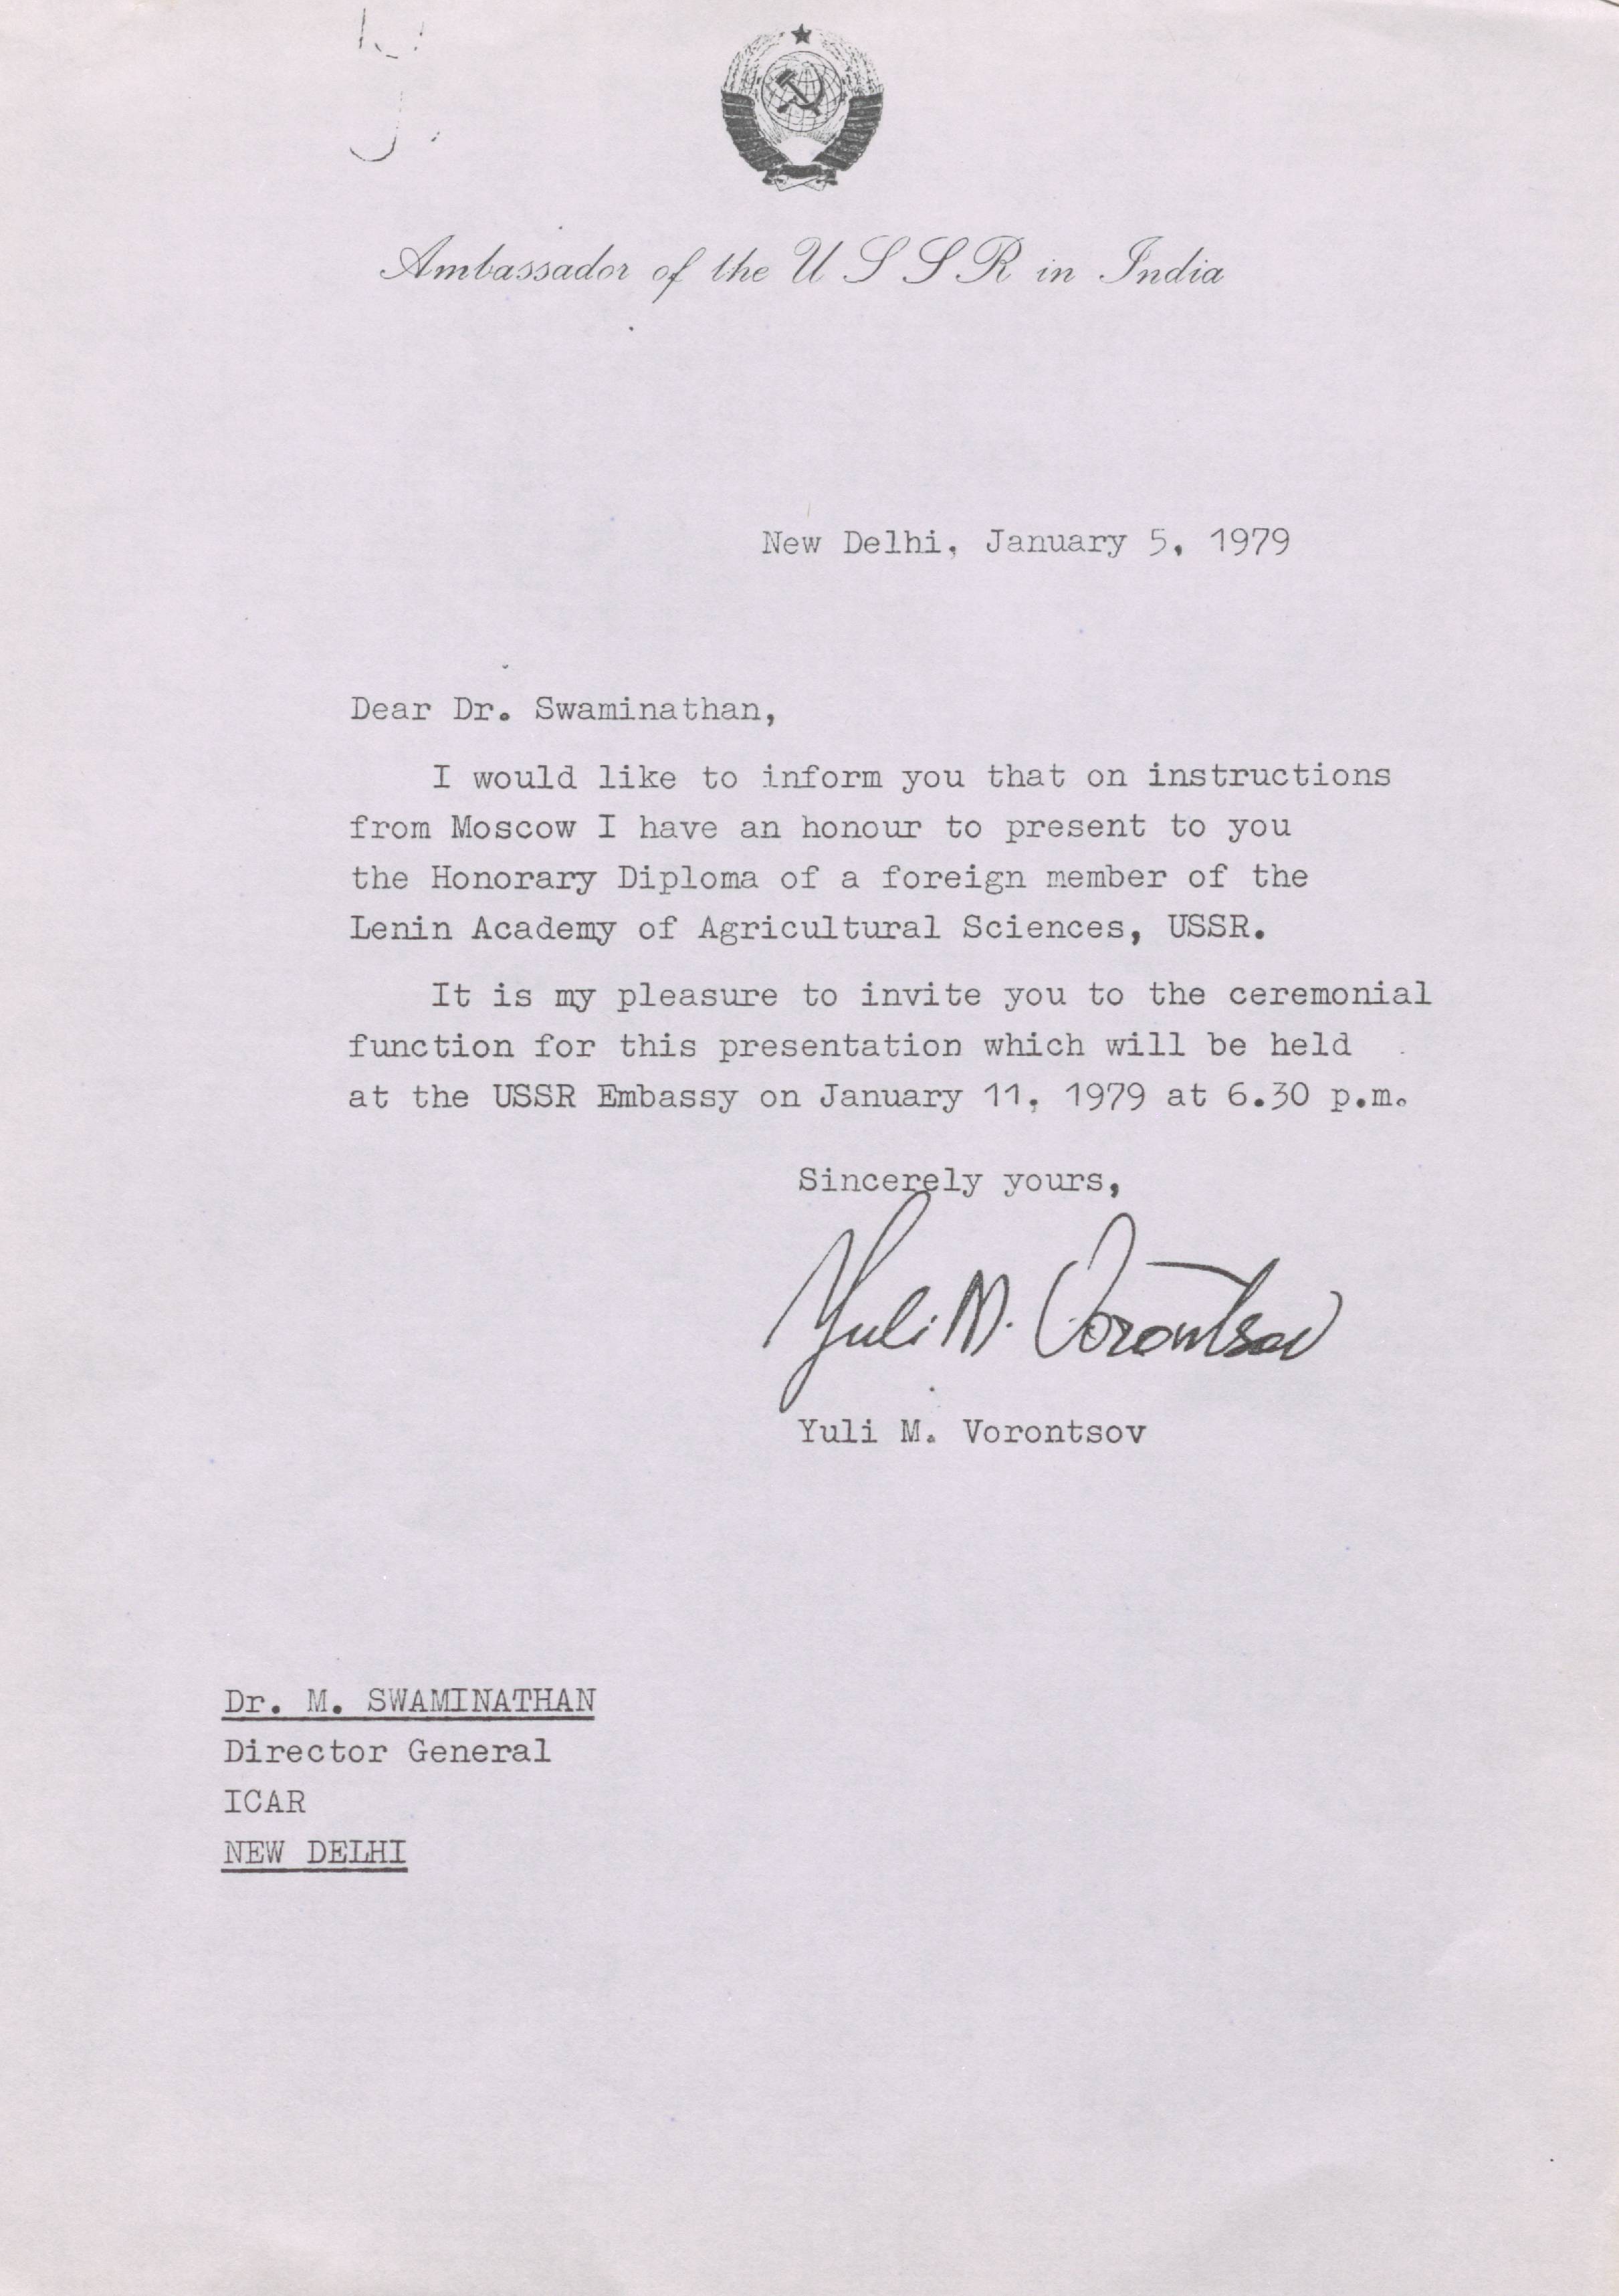 Ambassador of the U S S R in India
New Delhi, January 5, 1979
Dear Dr. Swaminathan,
I would like to inform you that on instructions
from Moscow I have an honour to present to you
the Honorary Diploma of a foreign member of the
Lenin Academy of Agricultural Sciences, USSR.
It is my pleasure to invite you to the ceremonial
function for this presentation which will be held
at the USSR Embassy on January 11, 1979 at 6.30 p.m.
Sincerely yours,
Yuli M. Vorontsov
Yuli M. Vorontsov
Dr. M. SWAMINATHAN
Director General
ICAR
NEW DELHI